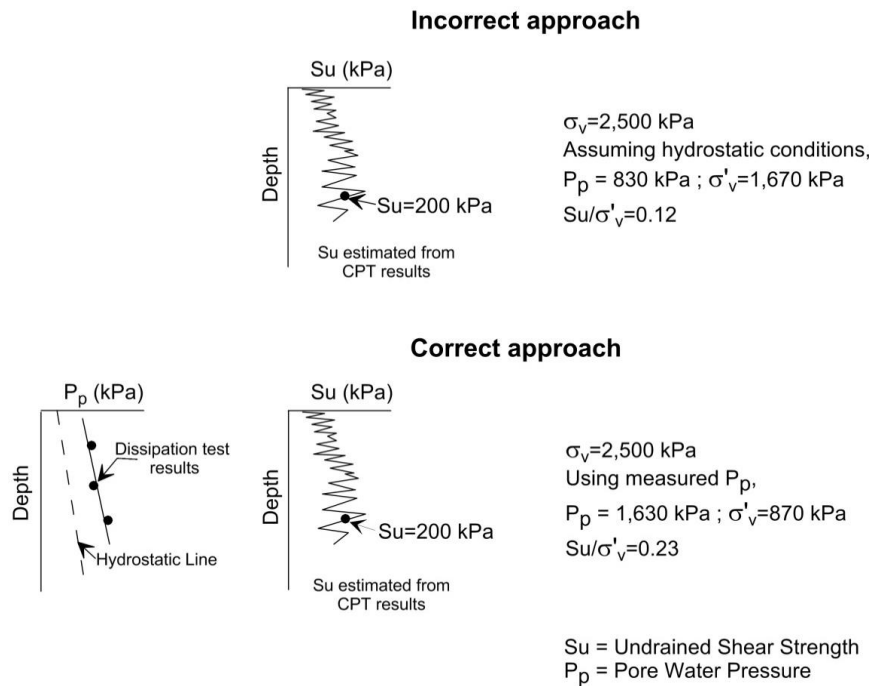 Incorrect approach
Su (kPa)
Depth
Su=200 kPa
Su estimated from
CPT results
σv=2,500 kPa
Assuming hydrostatic conditions,
Pp = 830 kPa ; σ'v=1,670 kPa
Su/σ'v=0.12
Correct approach
Pp (kPa)
Depth
Dissipation test
results
Hydrostatic Line
Su (kPa)
Depth
Su=200 kPa
Su estimated from
CPT results
σv=2,500 kPa
Using measured Pp,
Pp = 1,630 kPa ; σ'v=870 kPa
Su/σ'v=0.23
Su = Undrained Shear Strength
Pp = Pore Water Pressure